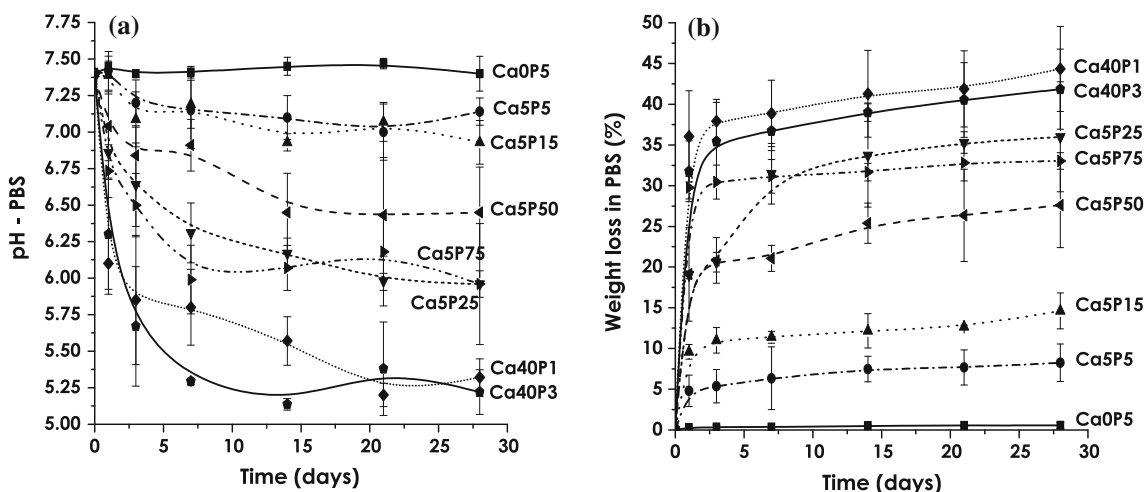 (a)
pH - PBS
7.75
7.50
7.25
7.00
6.75
6.50
6.25
6.00
5.75
5.50
5.25
5.00
Ca0P5
Ca5P5
Ca5P15
Ca5P50
Ca5P75
Ca5P25
Ca40P1
Ca40P3
0 5 10 15 20 25 30
Time (days)
(b)
Weight loss in PBS (%)
50
45
40
35
30
25
20
15
10
5
0
Ca40P1
Ca40P3
Ca5P25
Ca5P75
Ca5P50
Ca5P15
Ca5P5
Ca0P5
0 5 10 15 20 25 30
Time (days)